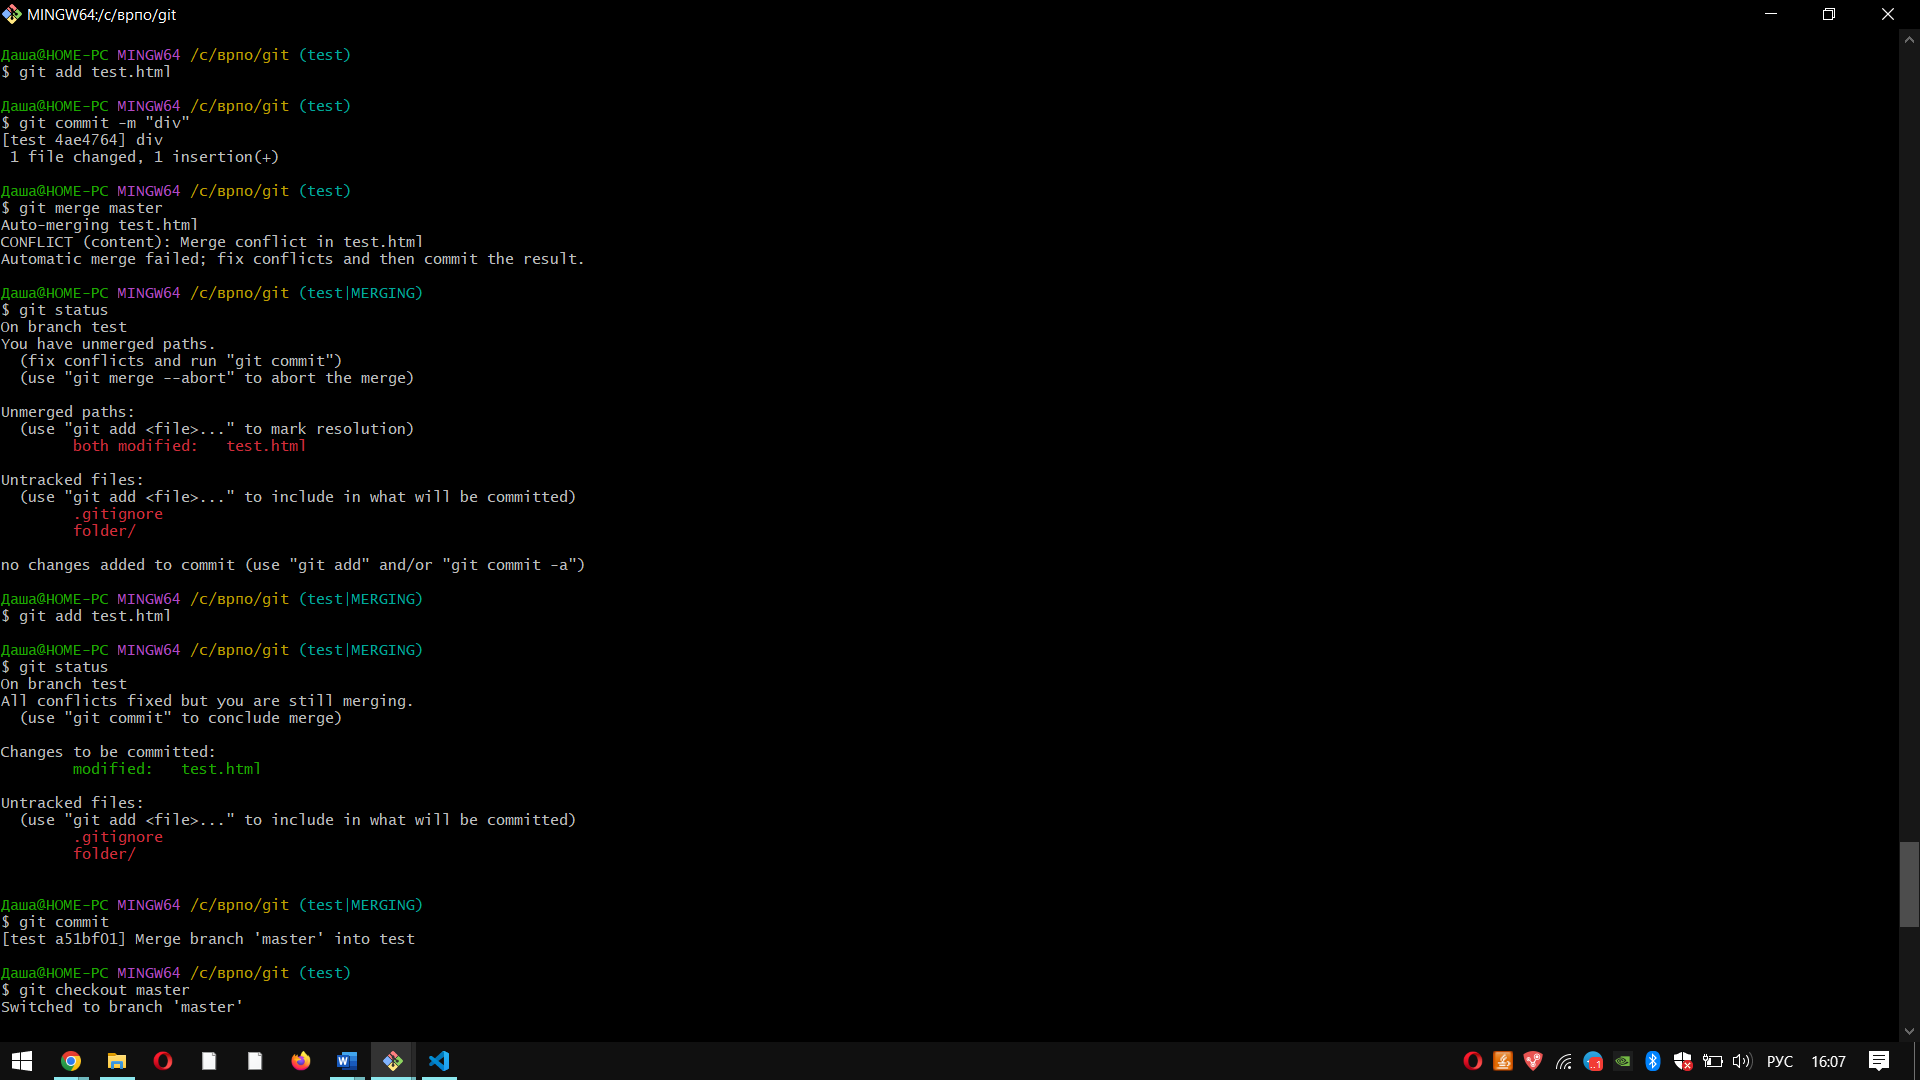 MINGW64:/c/врпо/git
Даша@HOME-PC MINGW64 /c/врпо/git (test)
$ git add test.html
Даша@HOME-PC MINGW64 /c/врпо/git (test)
$ git commit -m "div"
[test 4ae4764] div
 1 file changed, 1 insertion(+)
Даша@HOME-PC MINGW64 /c/врпо/git (test)
$ git merge master
Auto-merging test.html
CONFLICT (content): Merge conflict in test.html
Automatic merge failed; fix conflicts and then commit the result.
Даша@HOME-PC MINGW64 /c/врпо/git (test|MERGING)
$ git status
On branch test
You have unmerged paths.
  (fix conflicts and run "git commit")
  (use "git merge --abort" to abort the merge)
Unmerged paths:
  (use "git add <file>..." to mark resolution)
        both modified:   test.html
Untracked files:
  (use "git add <file>..." to include in what will be committed)
        .gitignore
        folder/
no changes added to commit (use "git add" and/or "git commit -a")
Даша@HOME-PC MINGW64 /c/врпо/git (test|MERGING)
$ git add test.html
Даша@HOME-PC MINGW64 /c/врпо/git (test|MERGING)
$ git status
On branch test
All conflicts fixed but you are still merging.
  (use "git commit" to conclude merge)
Changes to be committed:
        modified:   test.html
Untracked files:
  (use "git add <file>..." to include in what will be committed)
        .gitignore
        folder/
Даша@HOME-PC MINGW64 /c/врпо/git (test|MERGING)
$ git commit
[test a51bf01] Merge branch 'master' into test
Даша@HOME-PC MINGW64 /c/врпо/git (test)
$ git checkout master
Switched to branch 'master'
РУС
16:07